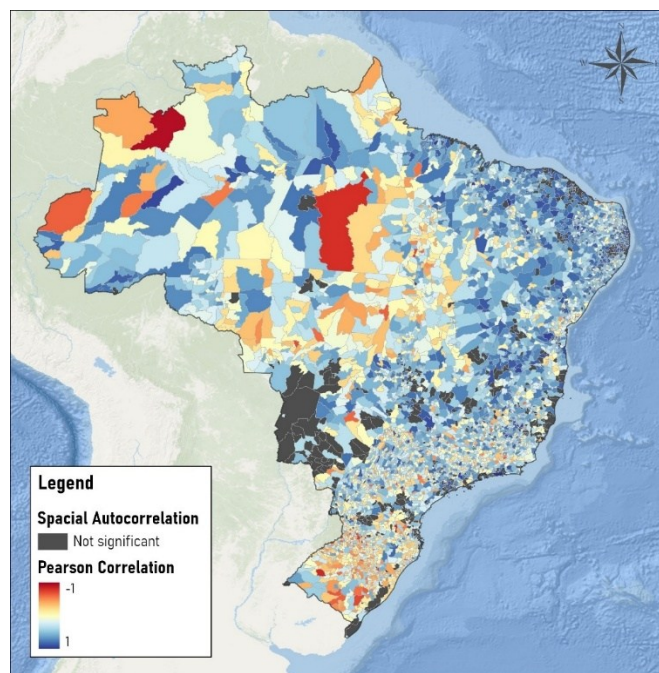 Legend
Spacial Autocorrelation
Not significant
Pearson Correlation
-1
1